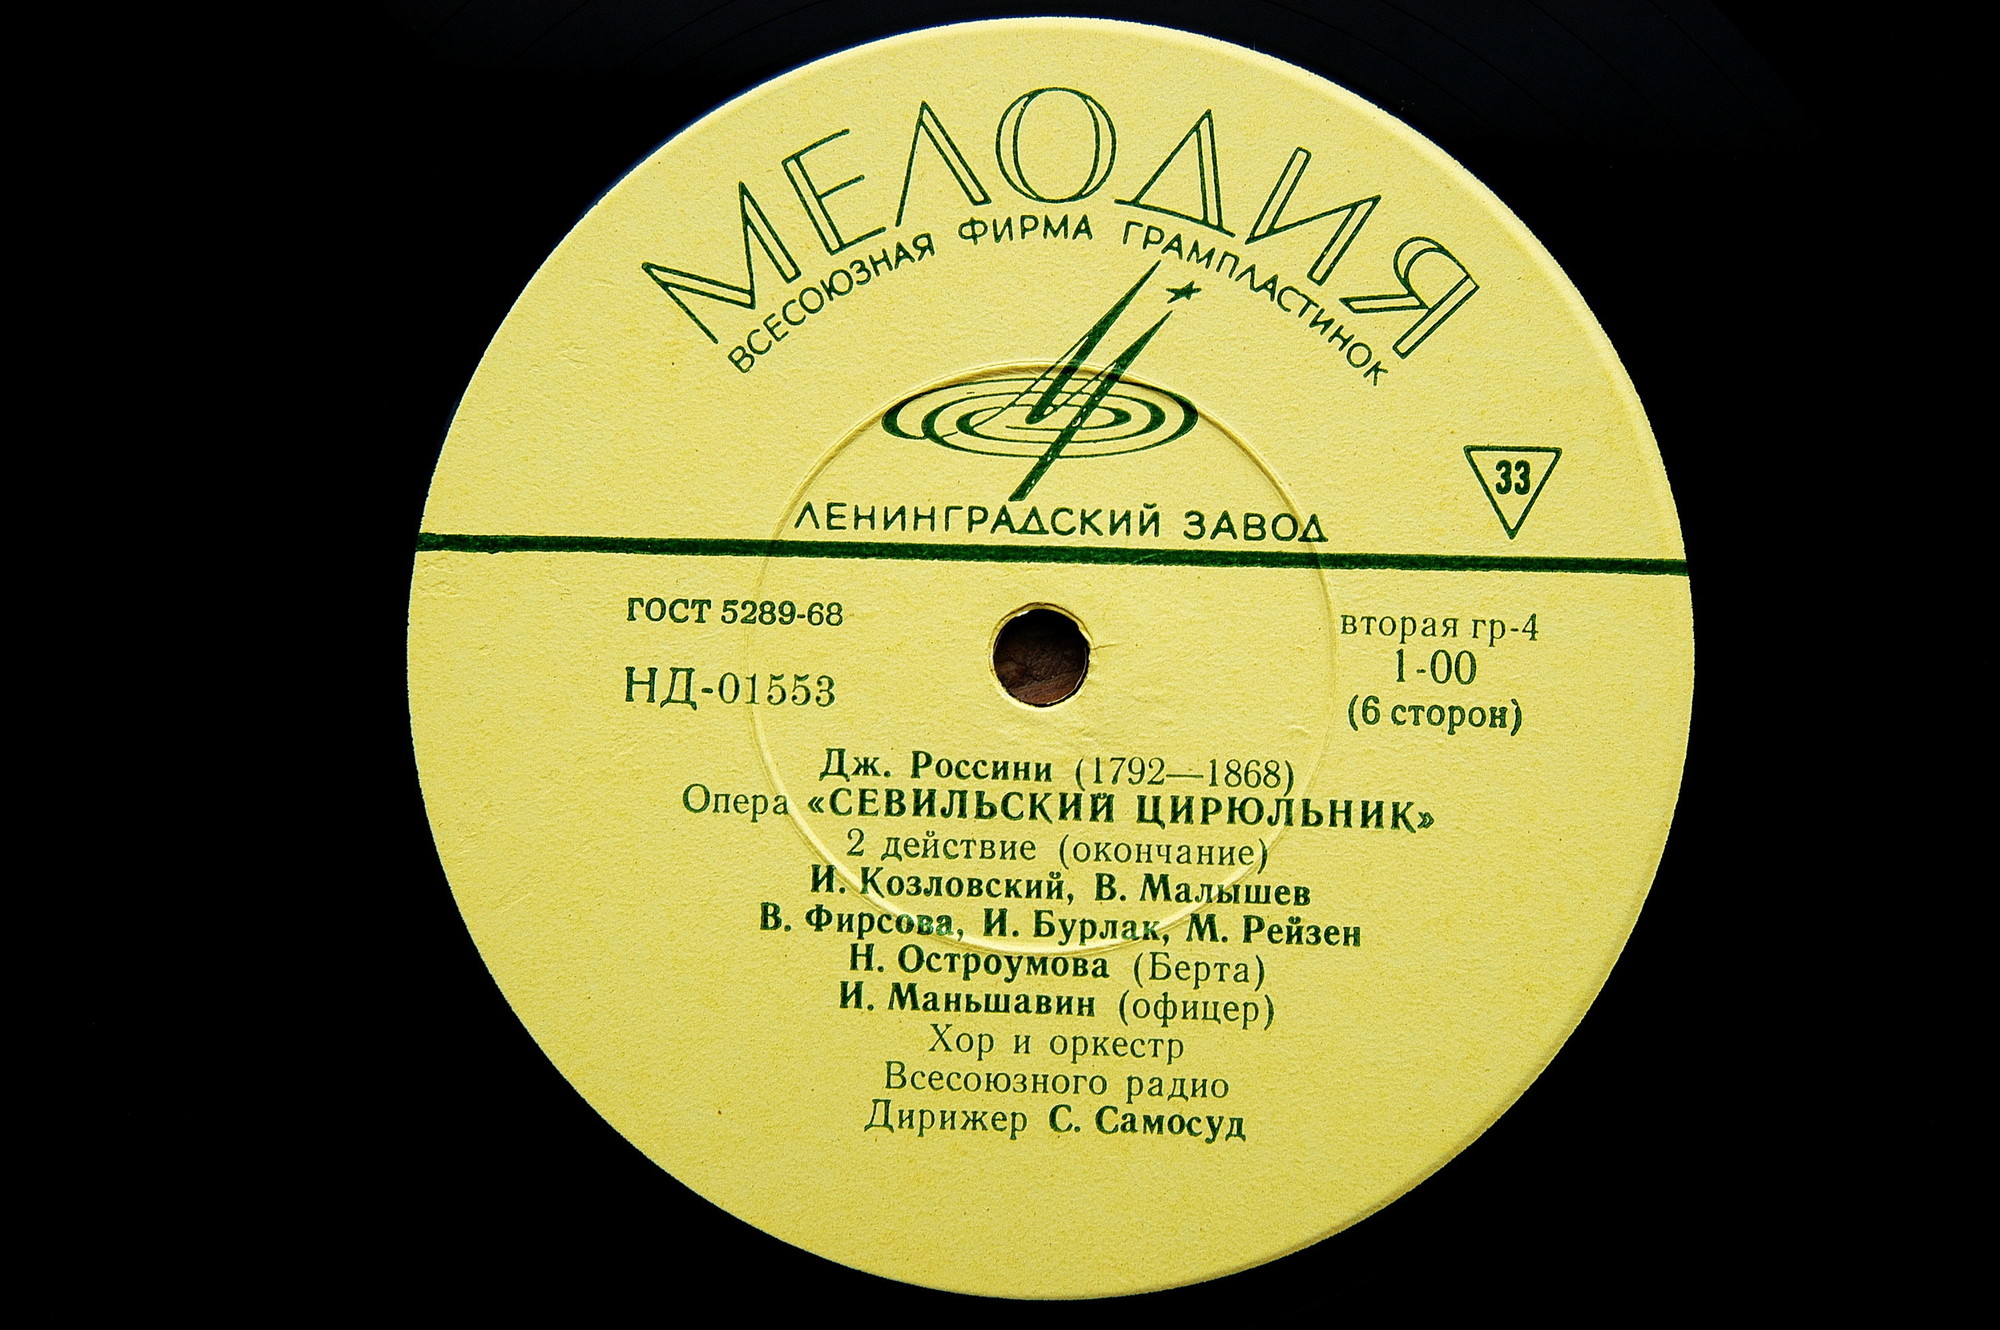 МЕЛОДИЯ
ВСЕСОЮЗНАЯ ФИРМА ГРАМПЛАСТИНОК
33
ЛЕНИНГРАДСКИЙ ЗАВОД
ГОСТ 5289-68
НД-01553
вторая гр-4
1-00
(6 сторон)
Дж. Россини (1792—1868)
Опера «СЕВИЛЬСКИЙ ЦИРЮЛЬНИК»
2 действие (окончание)
И. Козловский, В. Малышев
В. Фирсова, И. Бурлак, М. Рейзен
Н. Остроумова (Берта)
И. Маньшавин (офицер)
Хор и оркестр
Всесоюзного радио
Дирижер С. Самосуд